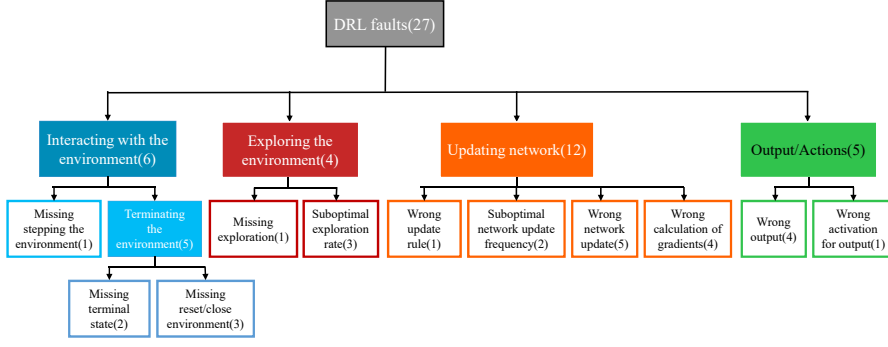 DRL faults(27)
Interacting with the
environment(6)
Exploring the
environment(4)
Updating network(12)
Output/Actions(5)
Missing
stepping the
environment(1)
Terminating
the
environment(5)
Missing
exploration(1)
Suboptimal
exploration
rate(3)
Wrong
update
rule(1)
Suboptimal
network update
frequency(2)
Wrong
network
update(5)
Wrong
calculation of
gradients(4)
Wrong
output(4)
Wrong
activation
for output(1)
Missing
terminal
state(2)
Missing
reset/close
environment(3)